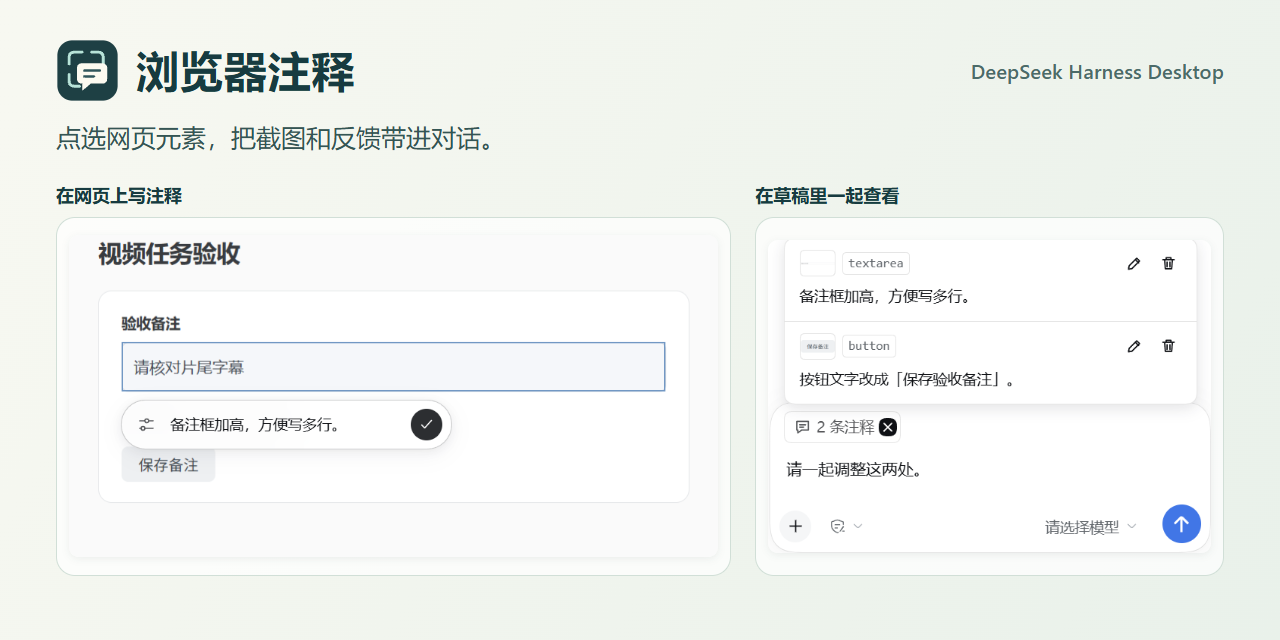 浏览器注释
DeepSeek Harness Desktop
点选网页元素，把截图和反馈带进对话。
在网页上写注释
视频任务验收
验收备注
请核对片尾字幕
备注框加高，方便写多行。
保存备注
在草稿里一起查看
textarea
备注框加高，方便写多行。
保存备注
button
按钮文字改成「保存验收备注」。
2 条注释
请一起调整这两处。
请选择模型